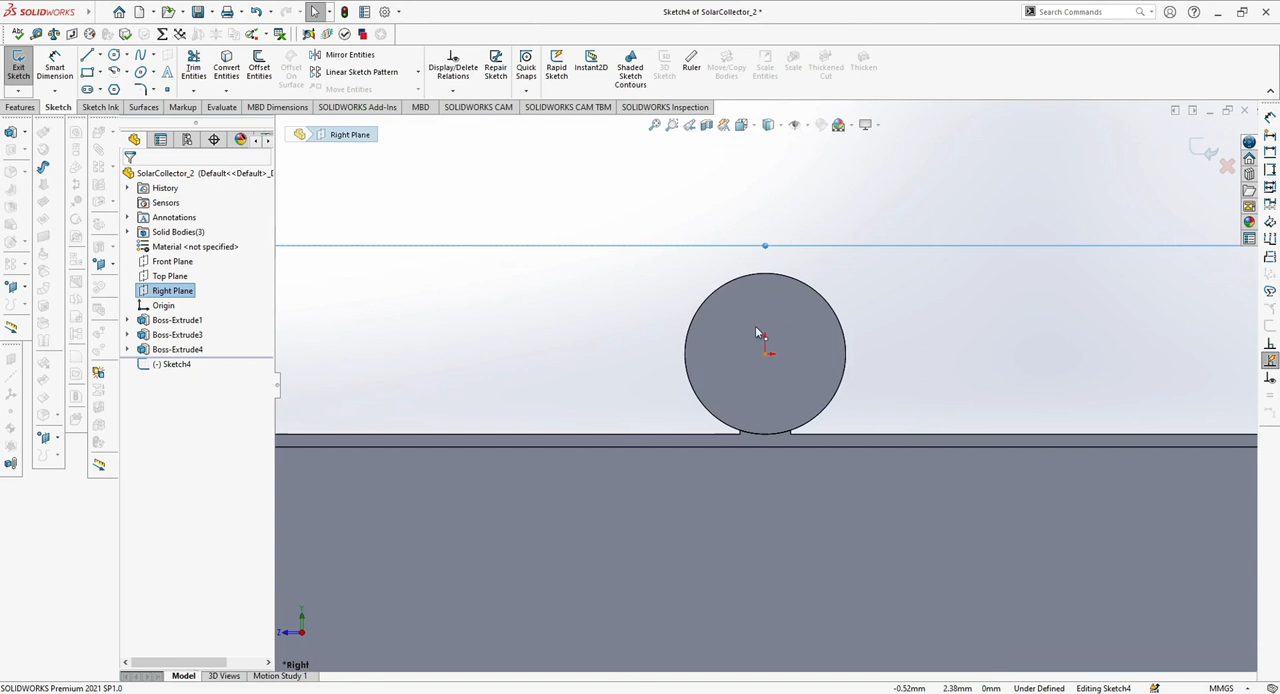 SOLIDWORKS
Sketch4 of SolarCollector_2 *
Search Commands
Exit Sketch
Smart Dimension
Trim Entities
Convert Entities
Offset Entities
Offset On Surface
Mirror Entities
Linear Sketch Pattern
Move Entities
Display/Delete Relations
Repair Sketch
Quick Snaps
Rapid Sketch
Instant2D
Shaded Sketch Contours
Ruler
3D Sketch
Move/Copy Bodies
Scale Entities
Scale
Thickened Cut
Thicken
Features
Sketch
Sketch Ink
Surfaces
Markup
Evaluate
MBD Dimensions
SOLIDWORKS Add-Ins
MBD
SOLIDWORKS CAM
SOLIDWORKS CAM TBM
SOLIDWORKS Inspection
Right Plane
SolarCollector_2 (Default<<Default>_D
History
Sensors
Annotations
Solid Bodies(3)
Material <not specified>
Front Plane
Top Plane
Right Plane
Origin
Boss-Extrude1
Boss-Extrude3
Boss-Extrude4
(-) Sketch4
Y
Z
*Right
Model
3D Views
Motion Study 1
SOLIDWORKS Premium 2021 SP1.0
-0.52mm
2.38mm
0mm
Under Defined
Editing Sketch4
MMGS